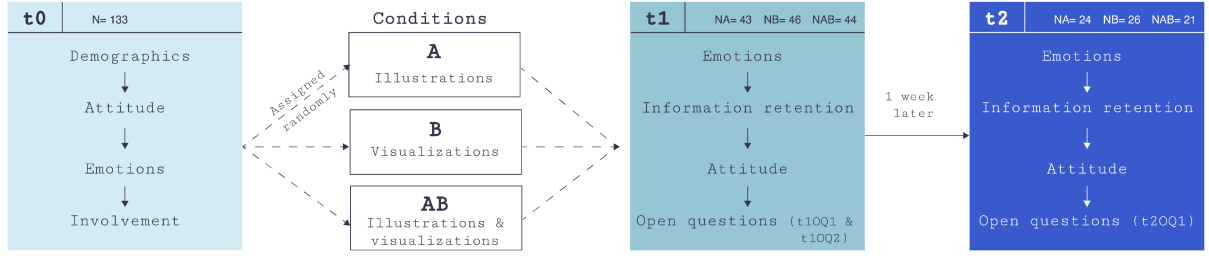 t0 N= 133
Demographics
Attitude
Emotions
Involvement
Conditions
Assigned
randomly
A
Illustrations
B
Visualizations
AB
Illustrations &
visualizations
t1 NA= 43 NB= 46 NAB= 44
Emotions
Information retention
Attitude
Open questions (t1OQ1 &
t1OQ2)
1 week
later
t2 NA= 24 NB= 26 NAB= 21
Emotions
Information retention
Attitude
Open questions (t2OQ1)